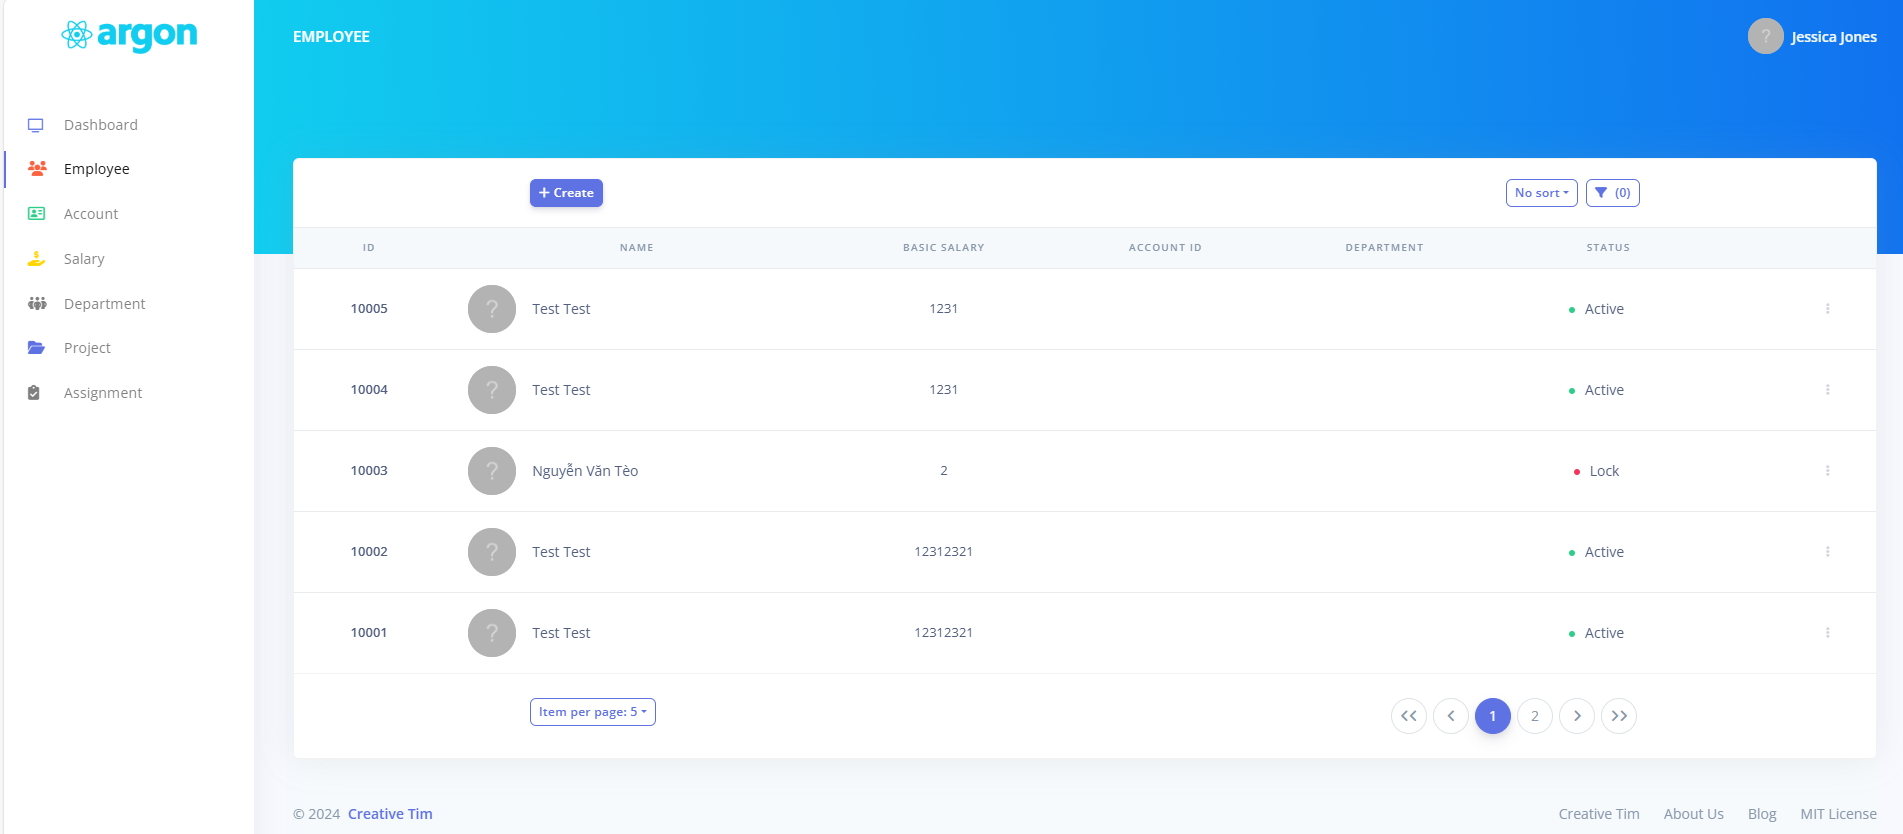 argon
EMPLOYEE
? Jessica Jones
Dashboard
Employee
Account
Salary
Department
Project
Assignment
+ Create
No sort
(0)
ID NAME BASIC SALARY ACCOUNT ID DEPARTMENT STATUS
10005 ? Test Test 1231 Active
10004 ? Test Test 1231 Active
10003 ? Nguyễn Văn Tèo 2 Lock
10002 ? Test Test 12312321 Active
10001 ? Test Test 12312321 Active
Item per page: 5
<< < 1 2 > >>
© 2024 Creative Tim
Creative Tim About Us Blog MIT License